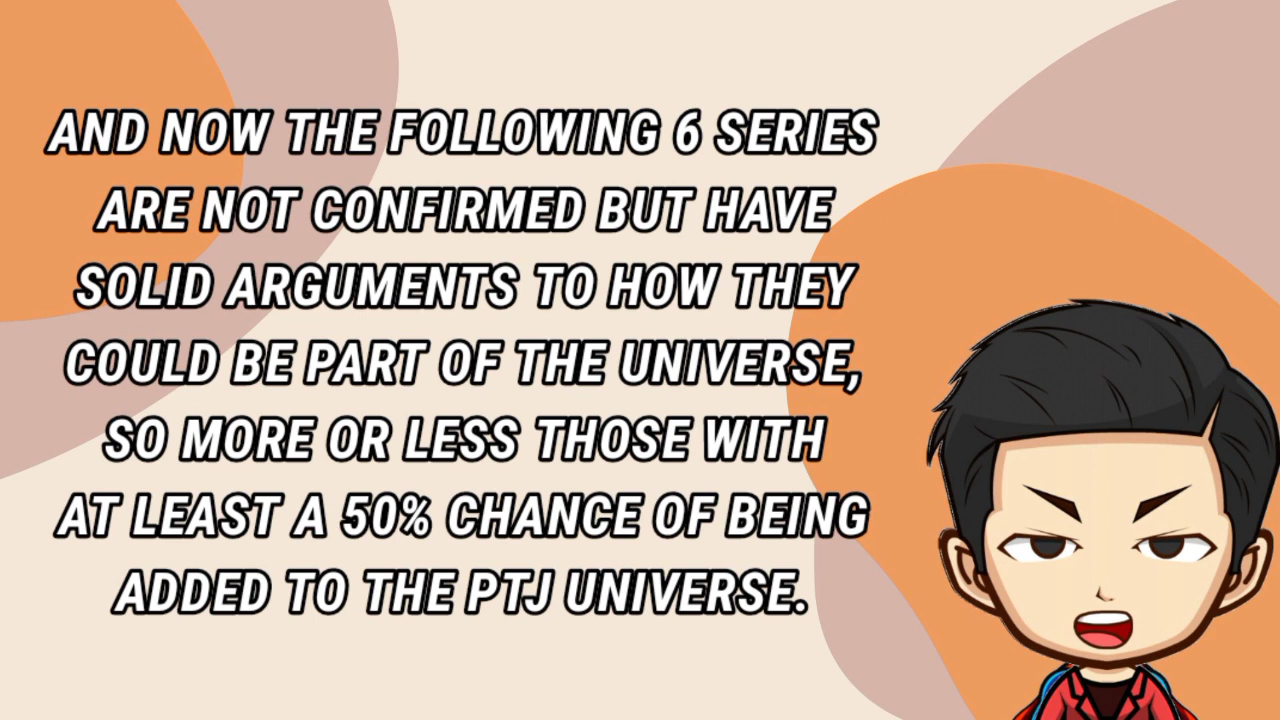 AND NOW THE FOLLOWING 6 SERIES
ARE NOT CONFIRMED BUT HAVE
SOLID ARGUMENTS TO HOW THEY
COULD BE PART OF THE UNIVERSE,
SO MORE OR LESS THOSE WITH
AT LEAST A 50% CHANCE OF BEING
ADDED TO THE PTJ UNIVERSE.